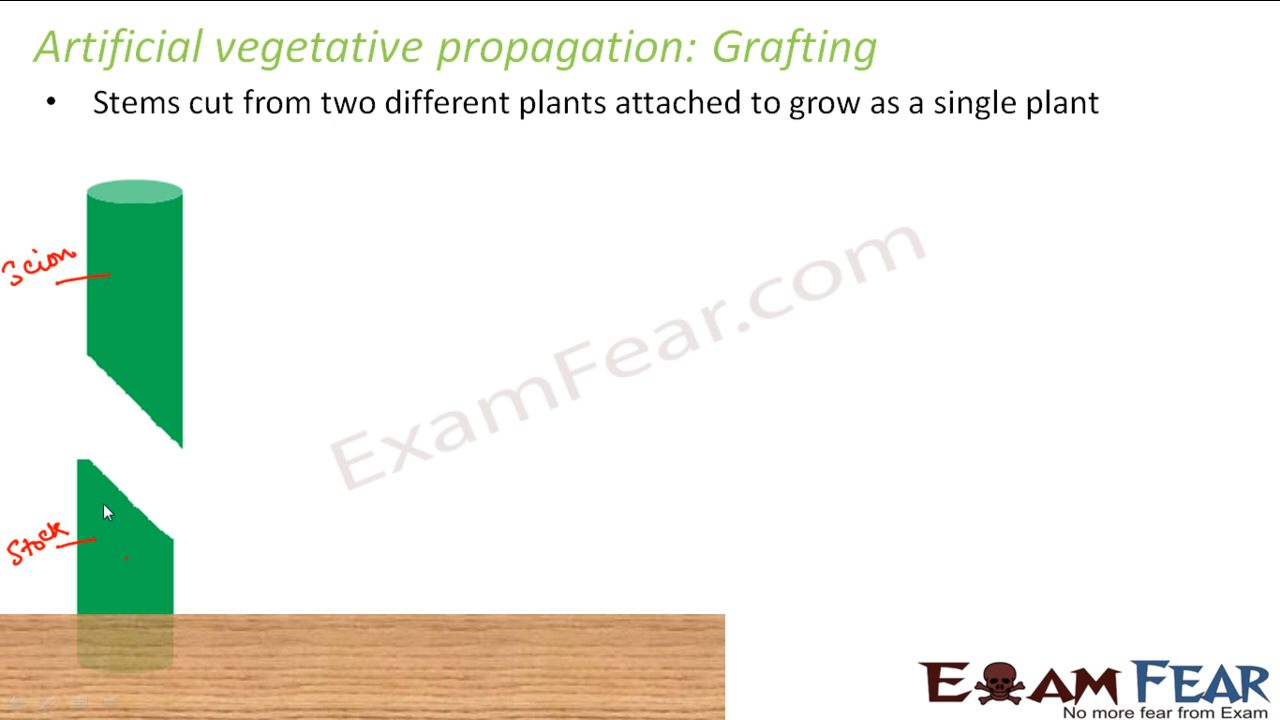 Artificial vegetative propagation: Grafting
• Stems cut from two different plants attached to grow as a single plant
Scion
ExamFear.com
Stock
EXAM FEAR
No more fear from Exam